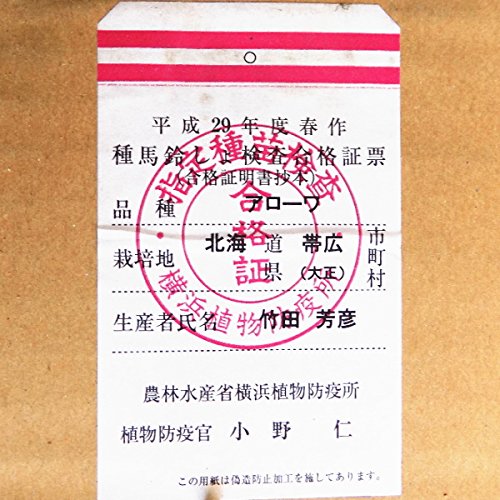 平成29年度春作
種馬鈴しょ検査合格証票
(合格証明書抄本)
品種 アローワ
栽培地 北海道県 帯広(大正) 市町村
生産者氏名 竹田 芳彦
農林水産省横浜植物防疫所
植物防疫官 小野 仁
この用紙は偽造防止加工を施してあります。
指定種苗検査
合格証
横浜植物防疫所